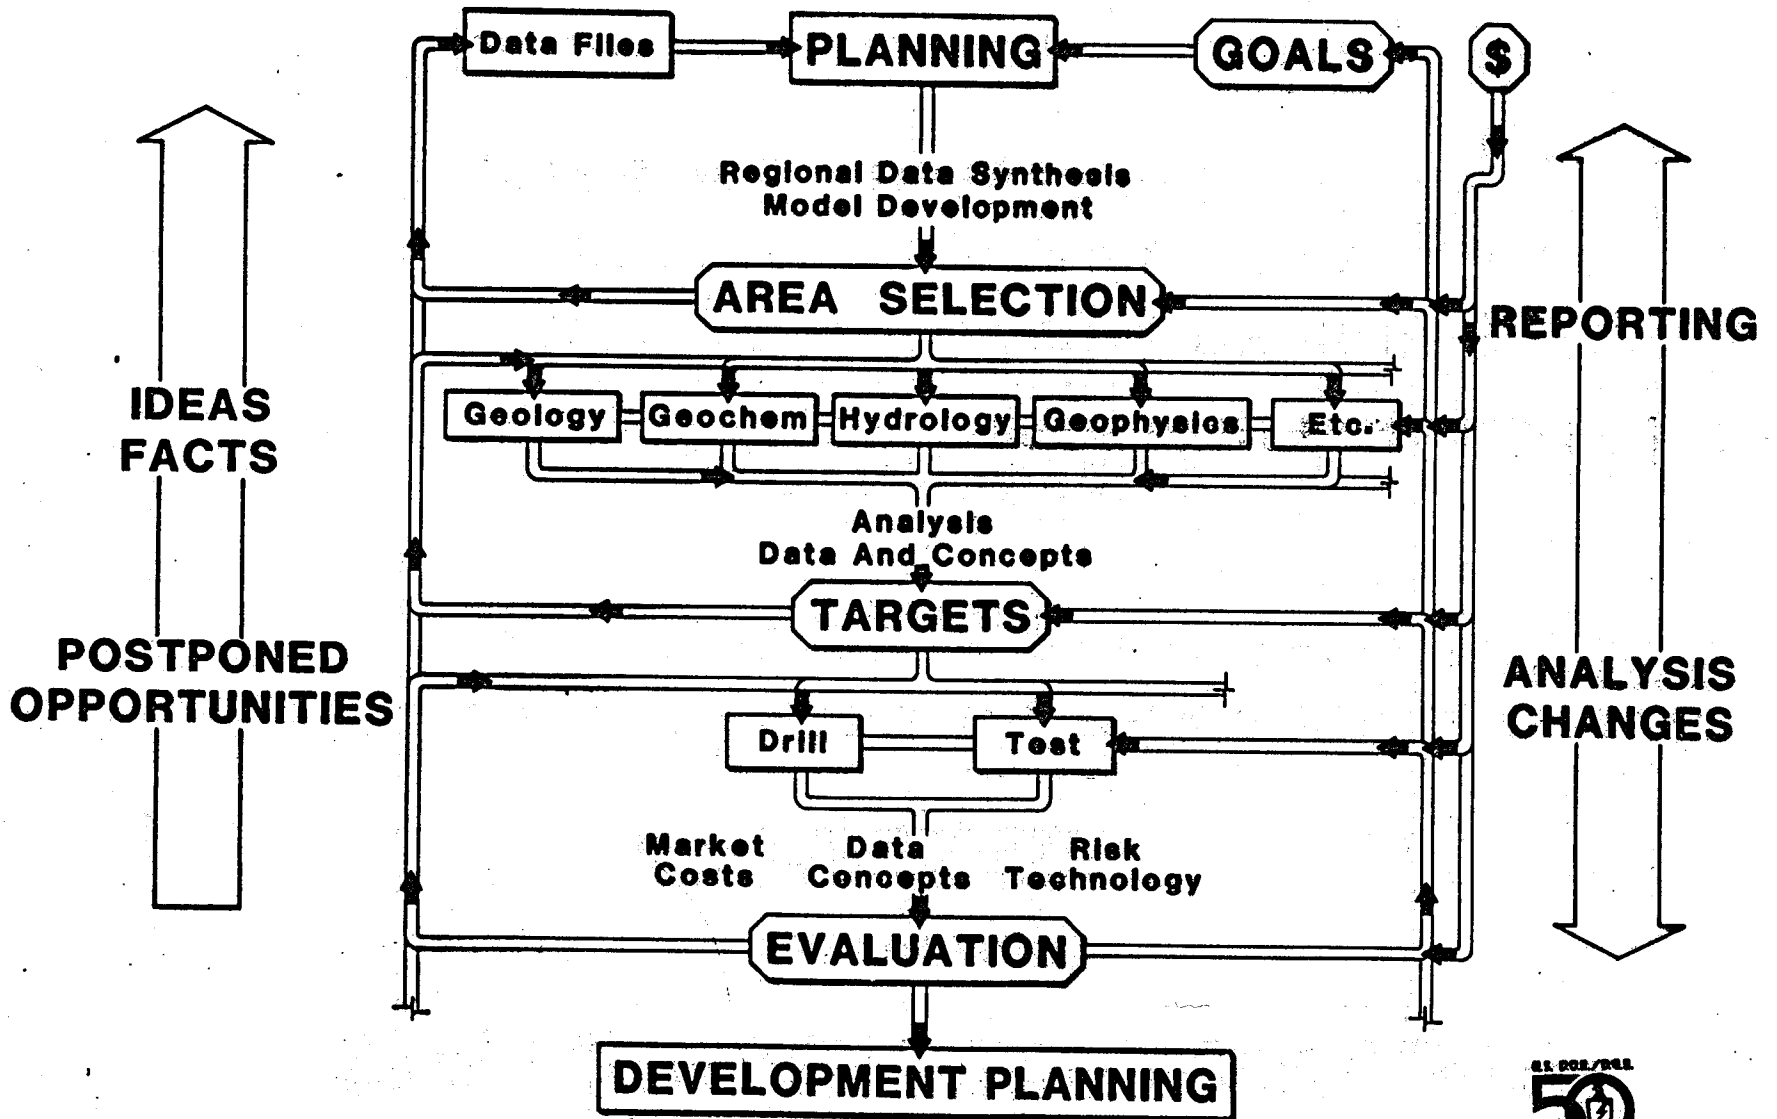 Data Files
PLANNING
GOALS
$
Regional Data Synthesis
Model Development
AREA SELECTION
REPORTING
IDEAS
FACTS
Geology
Geochem
Hydrology
Geophysics
Etc.
Analysis
Data And Concepts
TARGETS
POSTPONED
OPPORTUNITIES
ANALYSIS
CHANGES
Drill
Test
Market
Costs
Data
Concepts
Risk
Technology
EVALUATION
DEVELOPMENT PLANNING